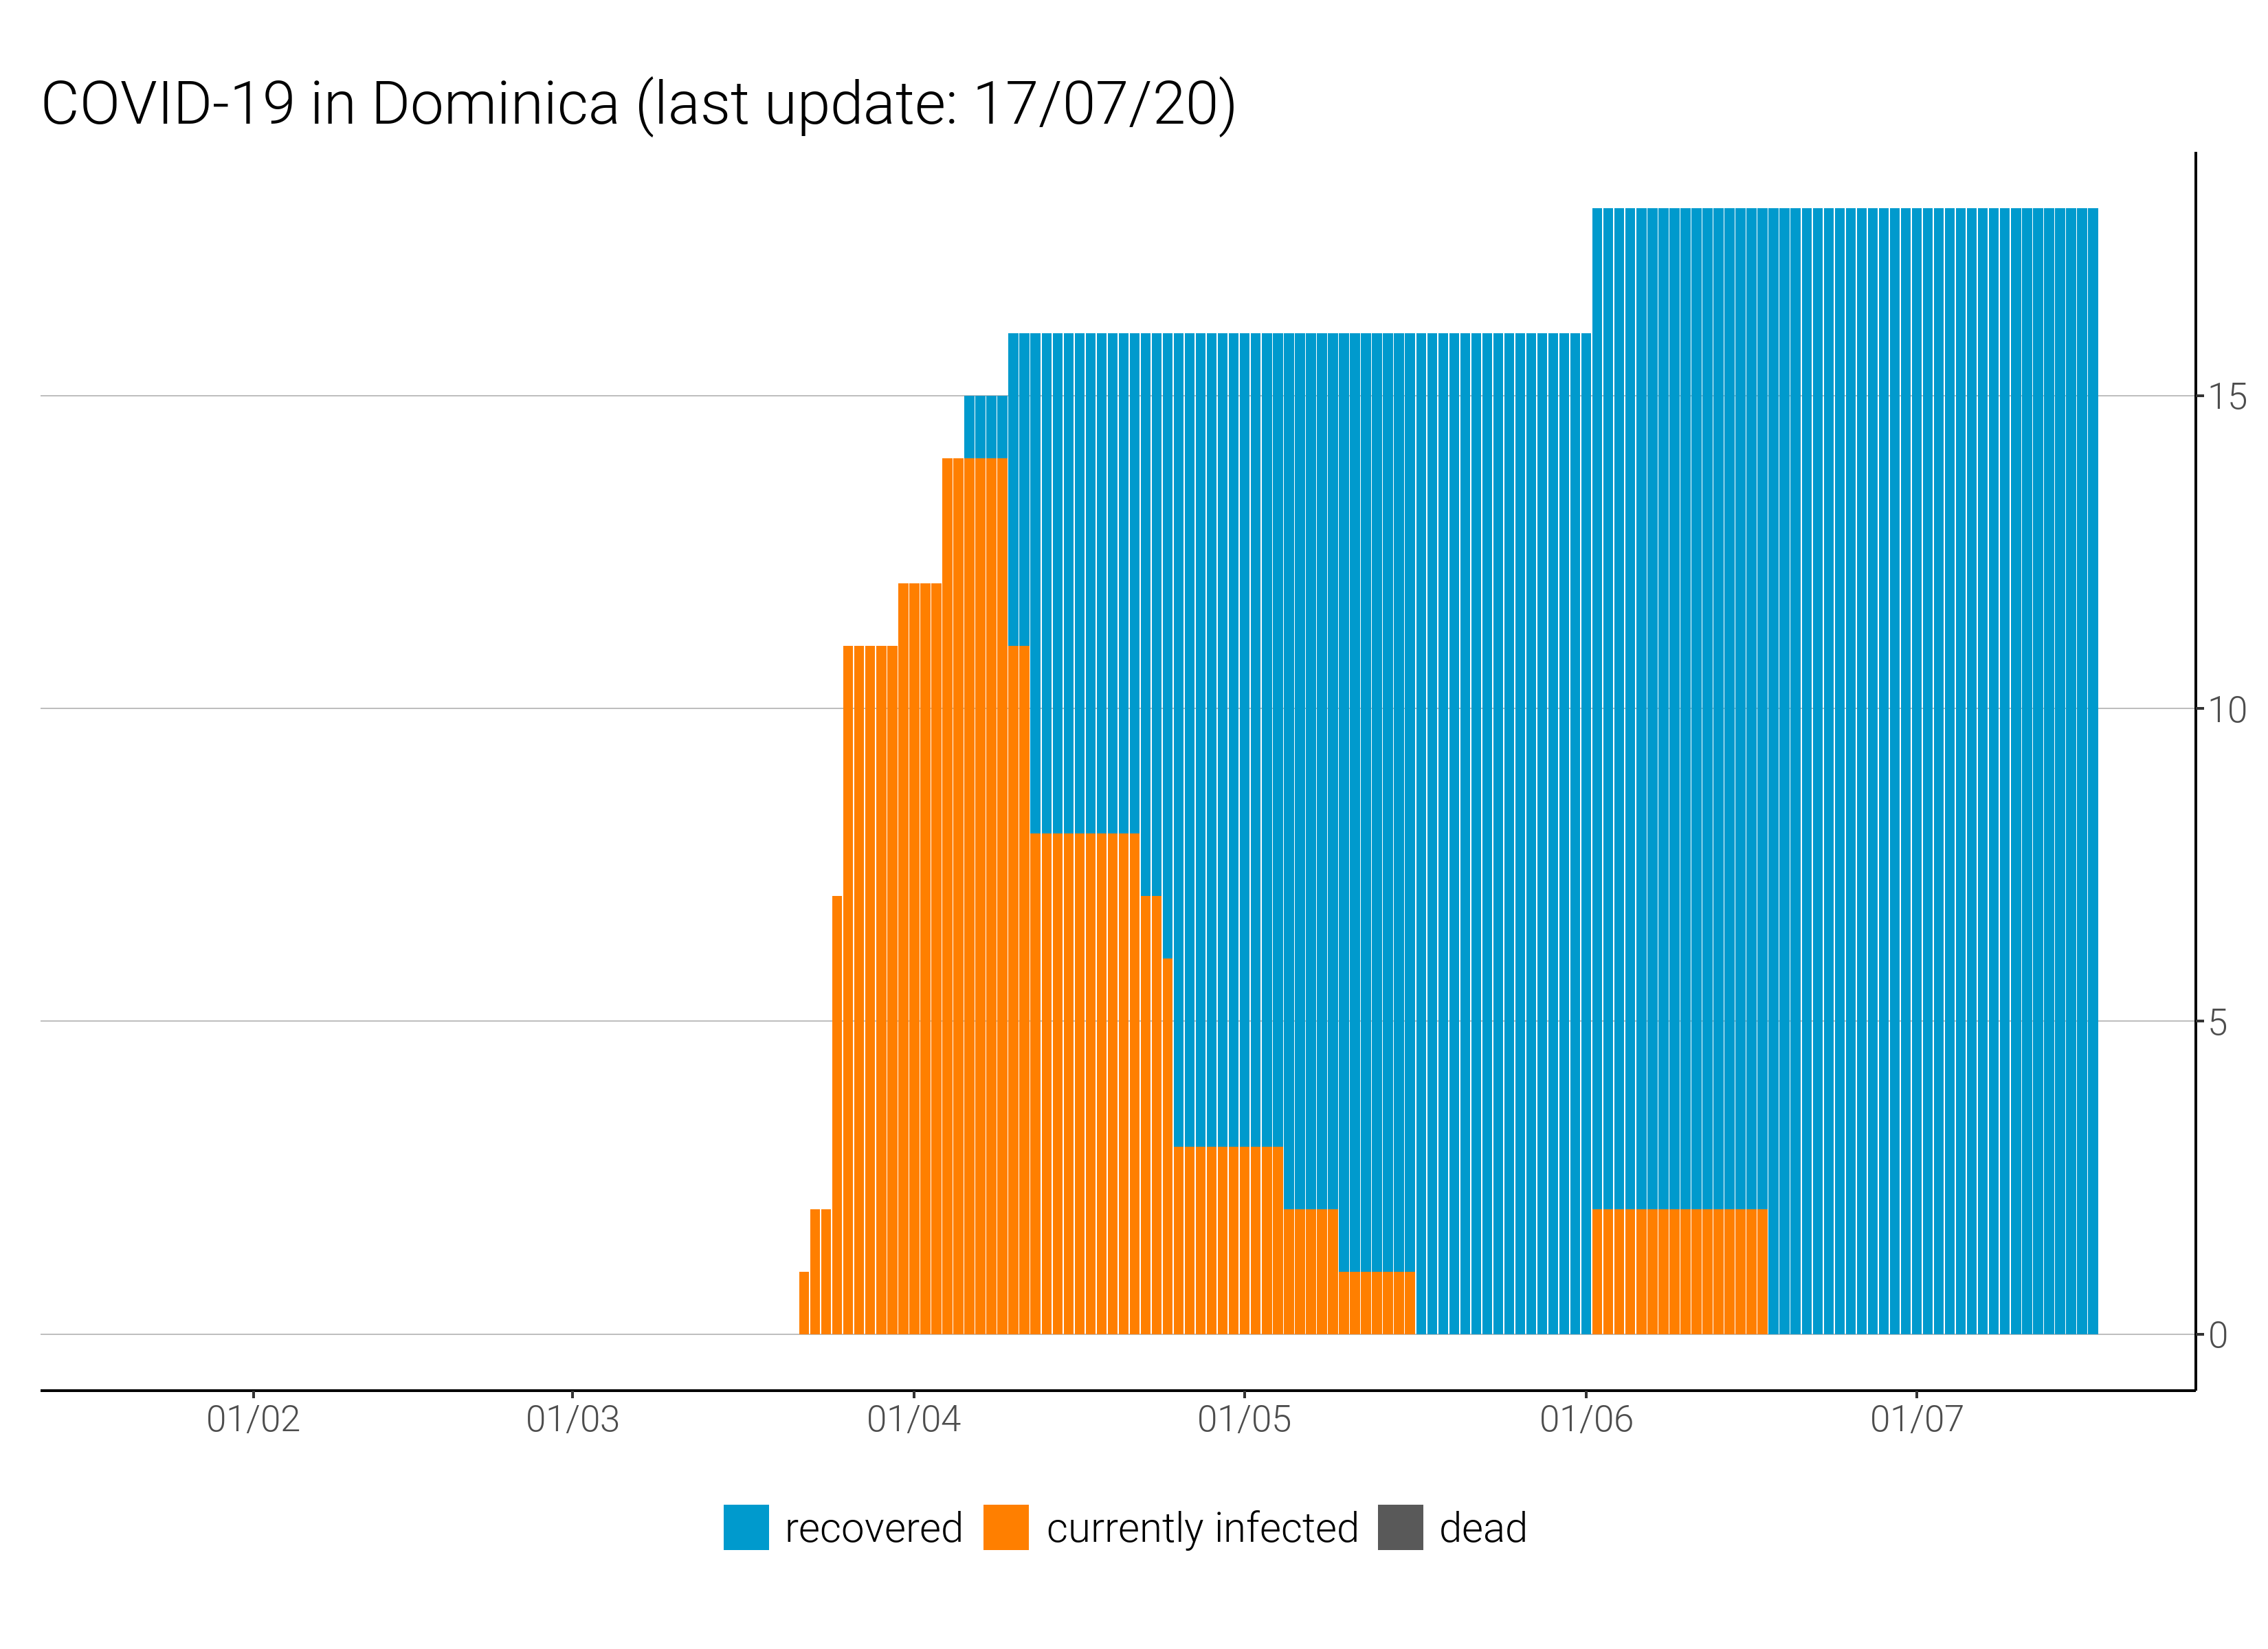 COVID-19 in Dominica (last update: 17/07/20)
15
10
5
0
01/02 01/03 01/04 01/05 01/06 01/07
recovered currently infected dead